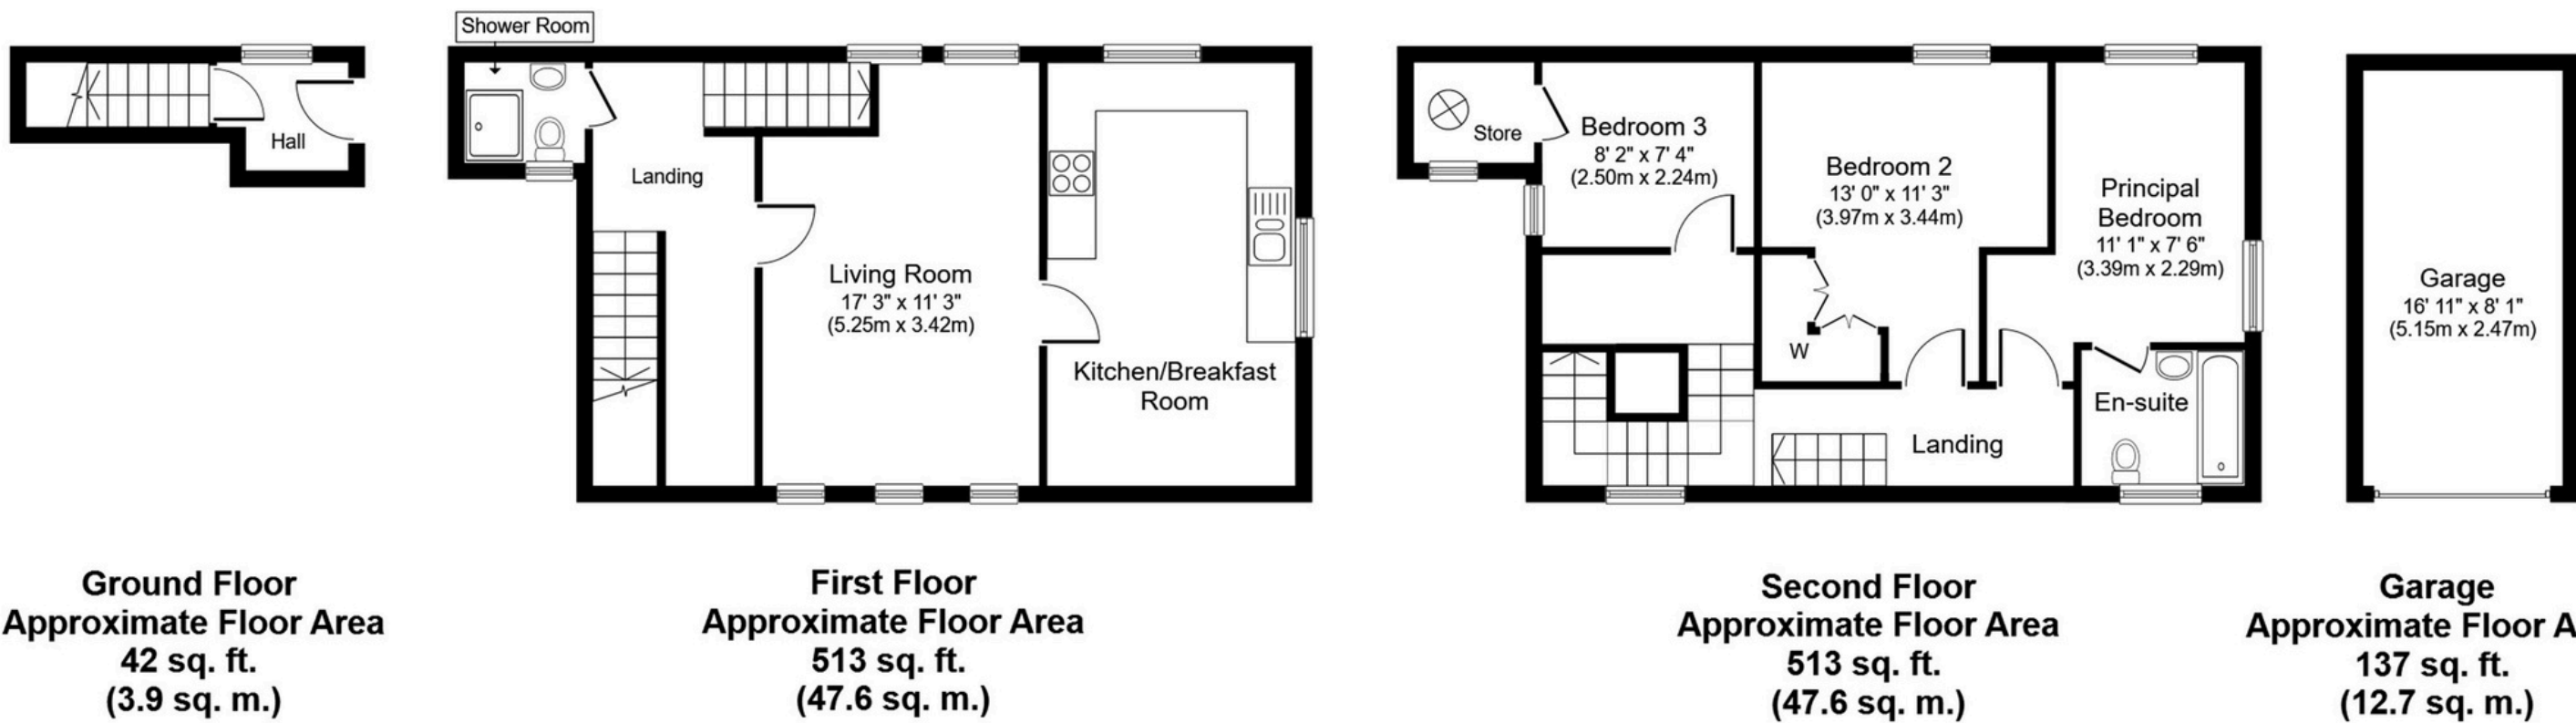 Hall
Ground Floor
Approximate Floor Area
42 sq. ft.
(3.9 sq. m.)
Shower Room
Landing
Living Room
17' 3" x 11' 3"
(5.25m x 3.42m)
Kitchen/Breakfast
Room
First Floor
Approximate Floor Area
513 sq. ft.
(47.6 sq. m.)
Store
Bedroom 3
8' 2" x 7' 4"
(2.50m x 2.24m)
Bedroom 2
13' 0" x 11' 3"
(3.97m x 3.44m)
Principal
Bedroom
11' 1" x 7' 6"
(3.39m x 2.29m)
W
En-suite
Landing
Second Floor
Approximate Floor Area
513 sq. ft.
(47.6 sq. m.)
Garage
16' 11" x 8' 1"
(5.15m x 2.47m)
Garage
Approximate Floor A
137 sq. ft.
(12.7 sq. m.)